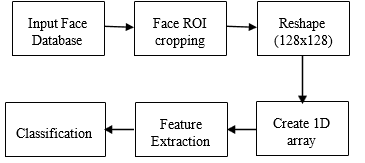 Input Face
Database
Face ROI
cropping
Reshape
(128x128)
Create 1D
array
Feature
Extraction
Classification